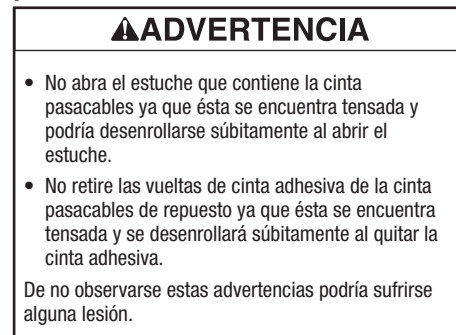 ⚠ADVERTENCIA
• No abra el estuche que contiene la cinta
pasacables ya que ésta se encuentra tensada y
podría desenrollarse súbitamente al abrir el
estuche.
• No retire las vueltas de cinta adhesiva de la cinta
pasacables de repuesto ya que ésta se encuentra
tensada y se desenrollará súbitamente al quitar la
cinta adhesiva.
De no observarse estas advertencias podría sufrirse
alguna lesión.